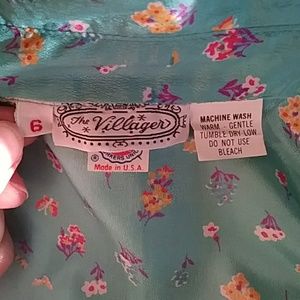 6
The Villager
®
Made in U.S.A.
MACHINE WASH
WARM - GENTLE
TUMBLE DRY LOW
DO NOT USE
BLEACH